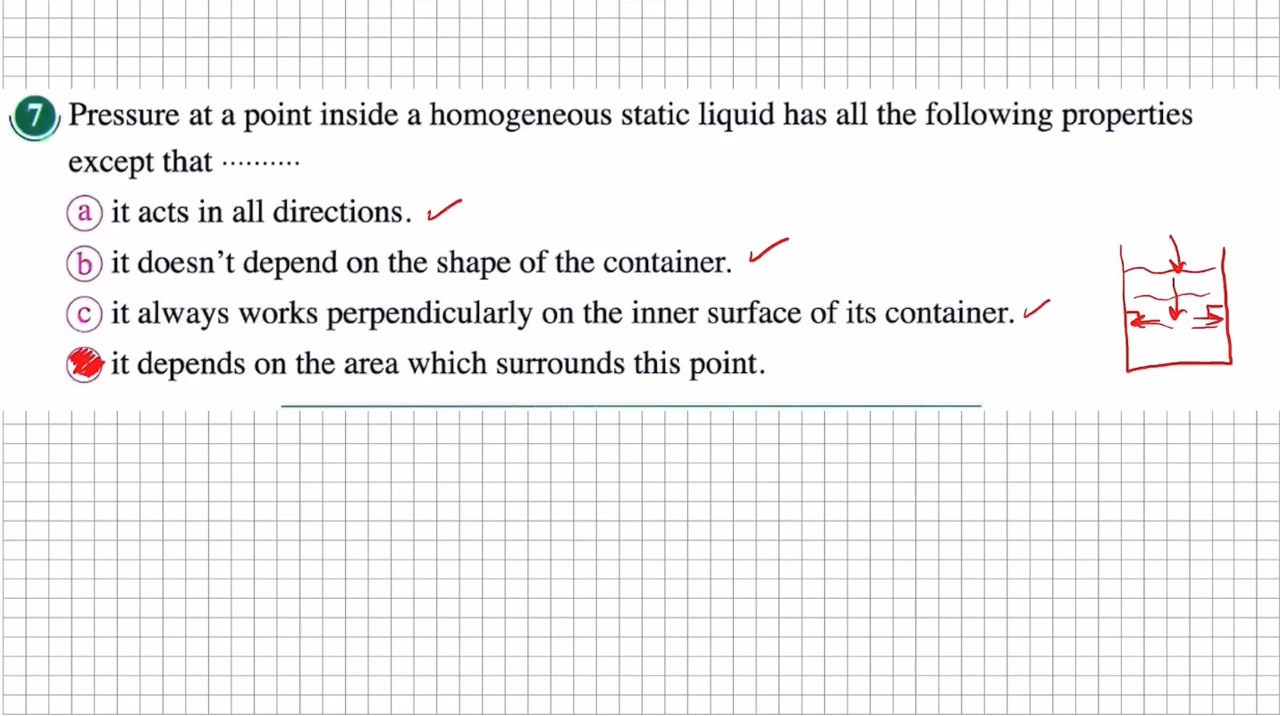 7 Pressure at a point inside a homogeneous static liquid has all the following properties
except that ..........
a it acts in all directions.
b it doesn't depend on the shape of the container.
c it always works perpendicularly on the inner surface of its container.
it depends on the area which surrounds this point.